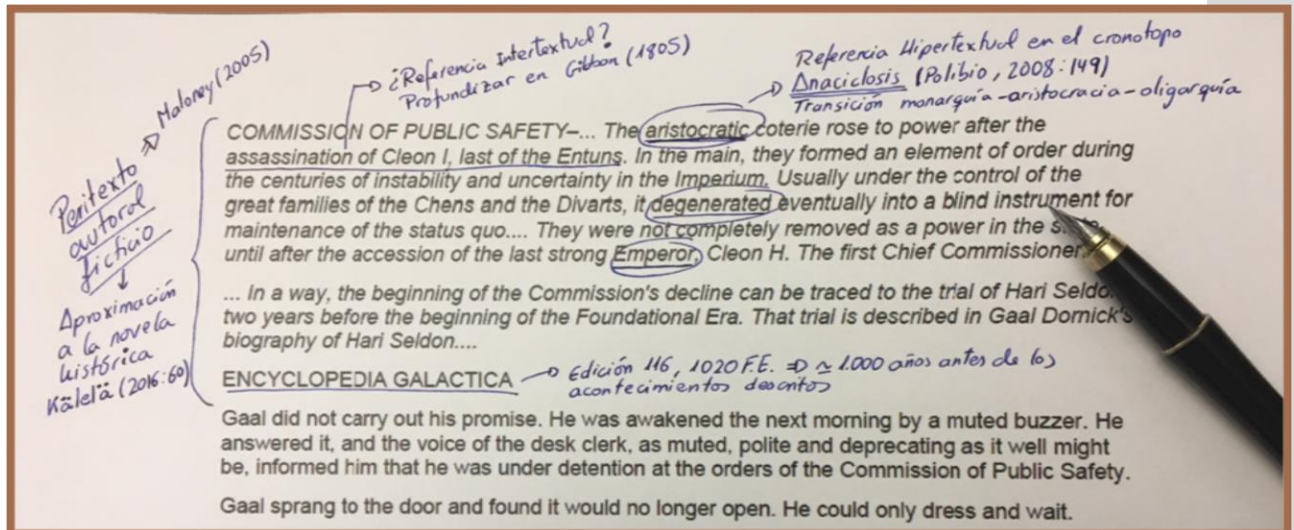 ¿Referencia Intertextual?
Profundizar en Gibbon (1805)
Referencia Hipertextual en el cronotopo
Anaciclosis (Polibio, 2008:149)
Transición monarquía-aristocracia-oligarquía
Maloney (2005)
Peritexto
autoral
ficticio
Aproximación
a la novela
histórica
Kälelä (2016:60)
COMMISSION OF PUBLIC SAFETY–... The aristocratic coterie rose to power after the
assassination of Cleon I, last of the Entuns. In the main, they formed an element of order during
the centuries of instability and uncertainty in the Imperium. Usually under the control of the
great families of the Chens and the Divarts, it degenerated eventually into a blind instrument for
maintenance of the status quo.... They were not completely removed as a power in the
until after the accession of the last strong Emperor, Cleon H. The first Chief Commissioner
... In a way, the beginning of the Commission's decline can be traced to the trial of Hari Seldo
two years before the beginning of the Foundational Era. That trial is described in Gaal Dornick's
biography of Hari Seldon....
ENCYCLOPEDIA GALACTICA
Edición 116, 1020 F.E. ⇒ ~ 1.000 años antes de los
acontecimientos descritos
Gaal did not carry out his promise. He was awakened the next morning by a muted buzzer. He
answered it, and the voice of the desk clerk, as muted, polite and deprecating as it well might
be, informed him that he was under detention at the orders of the Commission of Public Safety.
Gaal sprang to the door and found it would no longer open. He could only dress and wait.